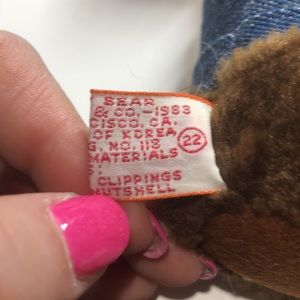 BEAR
& CO.-1983
CISCO, CA.
OF KOREA
G. NO. 118
MATERIALS
S.
CLIPPINGS
NUTSHELL
22